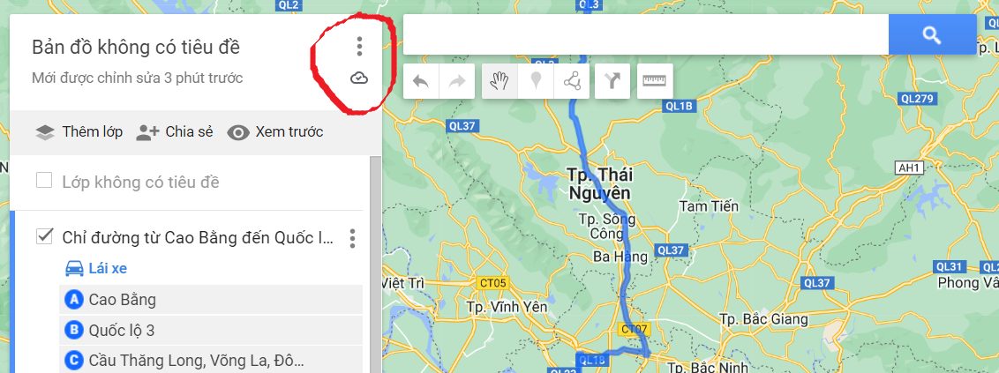 QL2
QL3
Bản đồ không có tiêu đề
Mới được chỉnh sửa 3 phút trước
Thêm lớp
Chia sẻ
Xem trước
Lớp không có tiêu đề
Chỉ đường từ Cao Bằng đến Quốc l...
Lái xe
A Cao Bằng
B Quốc lộ 3
C Cầu Thăng Long, Võng La, Đô...
QL1B
QL279
QL37
AH1
Tp. Thái
Nguyên
Tam Tiến
Tp. Sông
Công
Ba Hàng
QL37
QL31
Việt Trì
CT05
QL37
Phong Vâ
Tp. Vĩnh Yên
Tp. Bắc Giang
CT07
QL18
Tp. Bắc Ninh